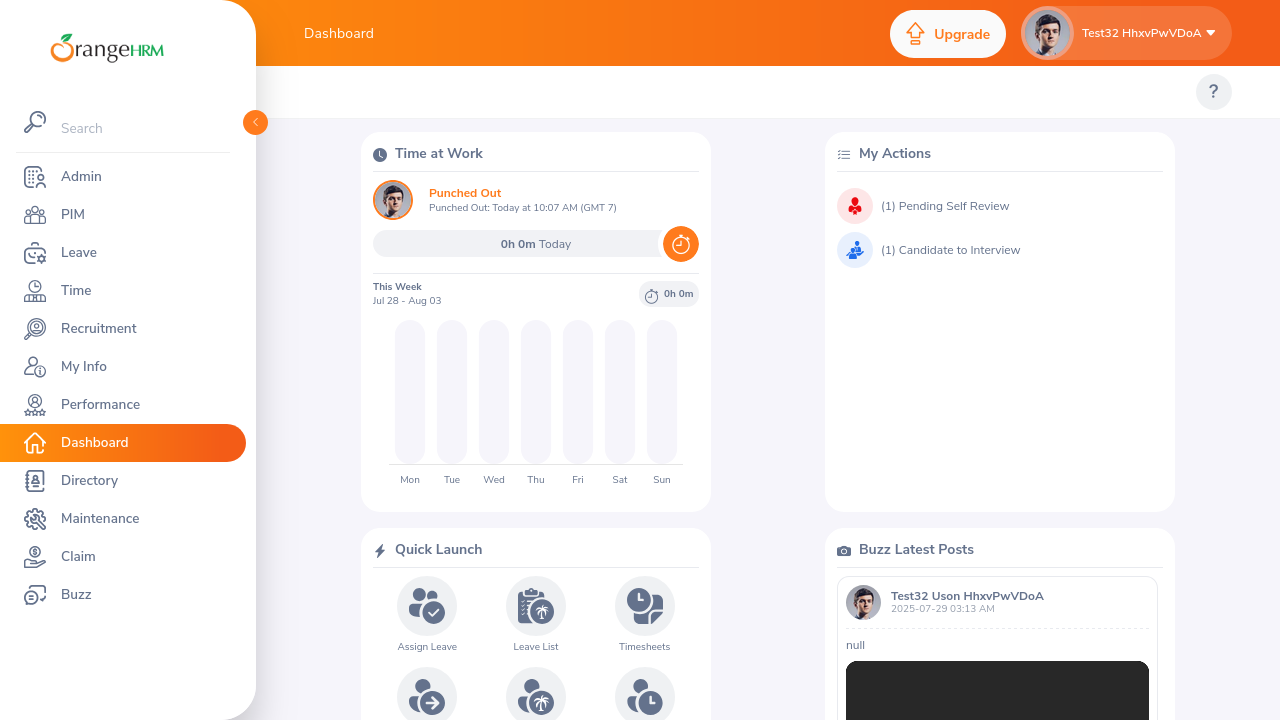 OrangeHRM
Search
Admin
PIM
Leave
Time
Recruitment
My Info
Performance
Dashboard
Directory
Maintenance
Claim
Buzz
Dashboard
Upgrade
Test32 HhxvPwVDoA
?
Time at Work
Punched Out
Punched Out: Today at 10:07 AM (GMT 7)
0h 0m Today
This Week
Jul 28 - Aug 03
0h 0m
Mon Tue Wed Thu Fri Sat Sun
My Actions
(1) Pending Self Review
(1) Candidate to Interview
Quick Launch
Assign Leave
Leave List
Timesheets
Buzz Latest Posts
Test32 Uson HhxvPwVDoA
2025-07-29 03:13 AM
null